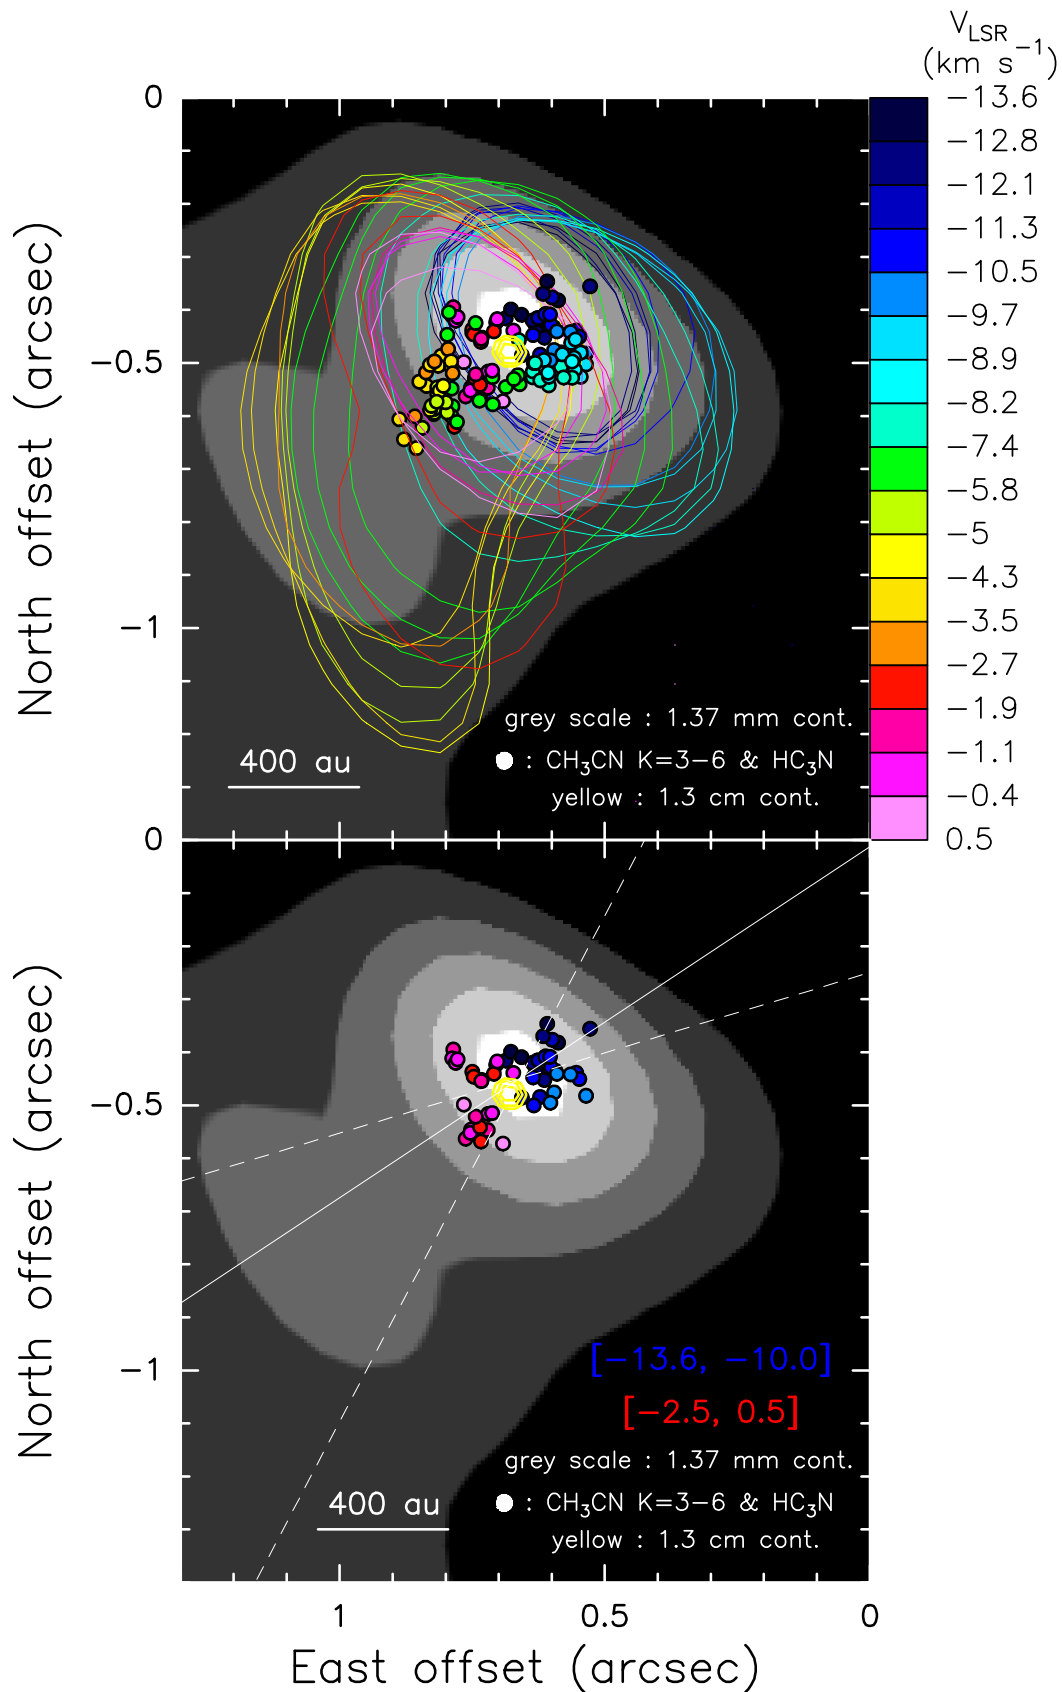 V_LSR
(km s⁻¹)
−13.6
−12.8
−12.1
−11.3
−10.5
−9.7
−8.9
−8.2
−7.4
−5.8
−5
−4.3
−3.5
−2.7
−1.9
−1.1
−0.4
0.5
0
−0.5
−1
North offset (arcsec)
grey scale : 1.37 mm cont.
400 au
: CH₃CN K=3−6 & HC₃N
yellow : 1.3 cm cont.
0
−0.5
−1
North offset (arcsec)
[−13.6, −10.0]
[−2.5, 0.5]
grey scale : 1.37 mm cont.
400 au
: CH₃CN K=3−6 & HC₃N
yellow : 1.3 cm cont.
1 0.5 0
East offset (arcsec)